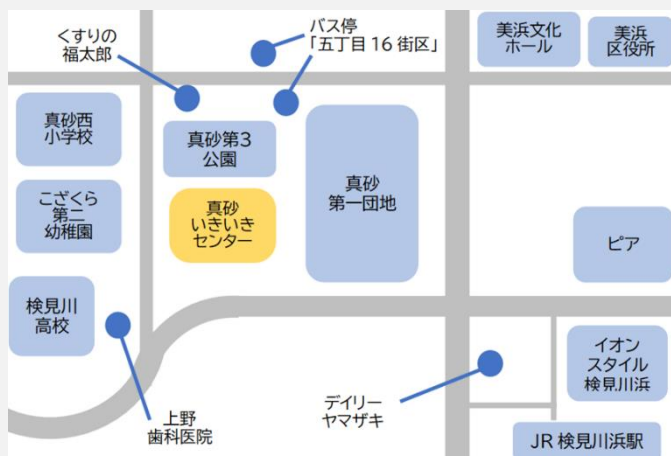 くすりの
福太郎
バス停
「五丁目16街区」
美浜文化
ホール
美浜
区役所
真砂西
小学校
真砂第3
公園
真砂
第一団地
こざくら
第二
幼稚園
真砂
いきいき
センター
ピア
検見川
高校
イオン
スタイル
検見川浜
上野
歯科医院
デイリー
ヤマザキ
JR検見川浜駅